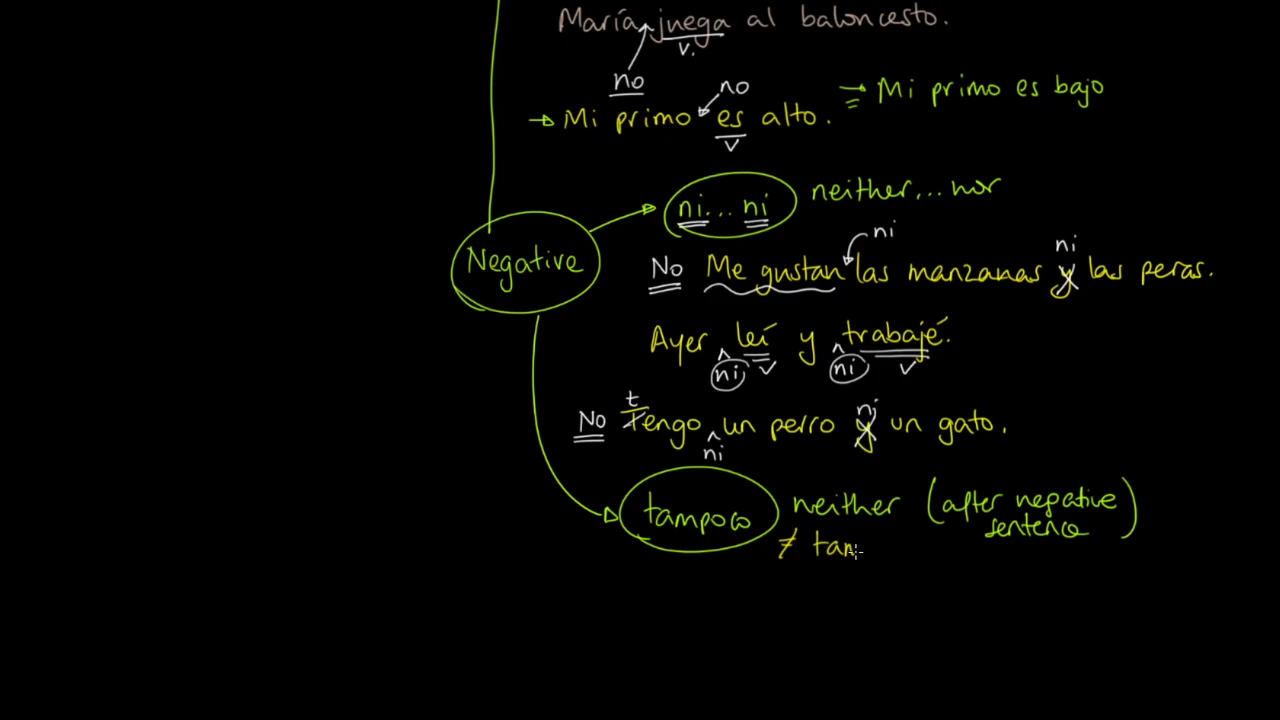 María juega al baloncesto.
v.
no
no
→ Mi primo es alto.
→ Mi primo es bajo
v
ni... ni neither... nor
Negative
ni
ni
No Me gustan las manzanas y las peras.
Ayer leí y trabajé.
ni v ni v
t
ni
No Tengo un perro y un gato.
ni
tampoco neither (after negative
sentence)
≠ tam